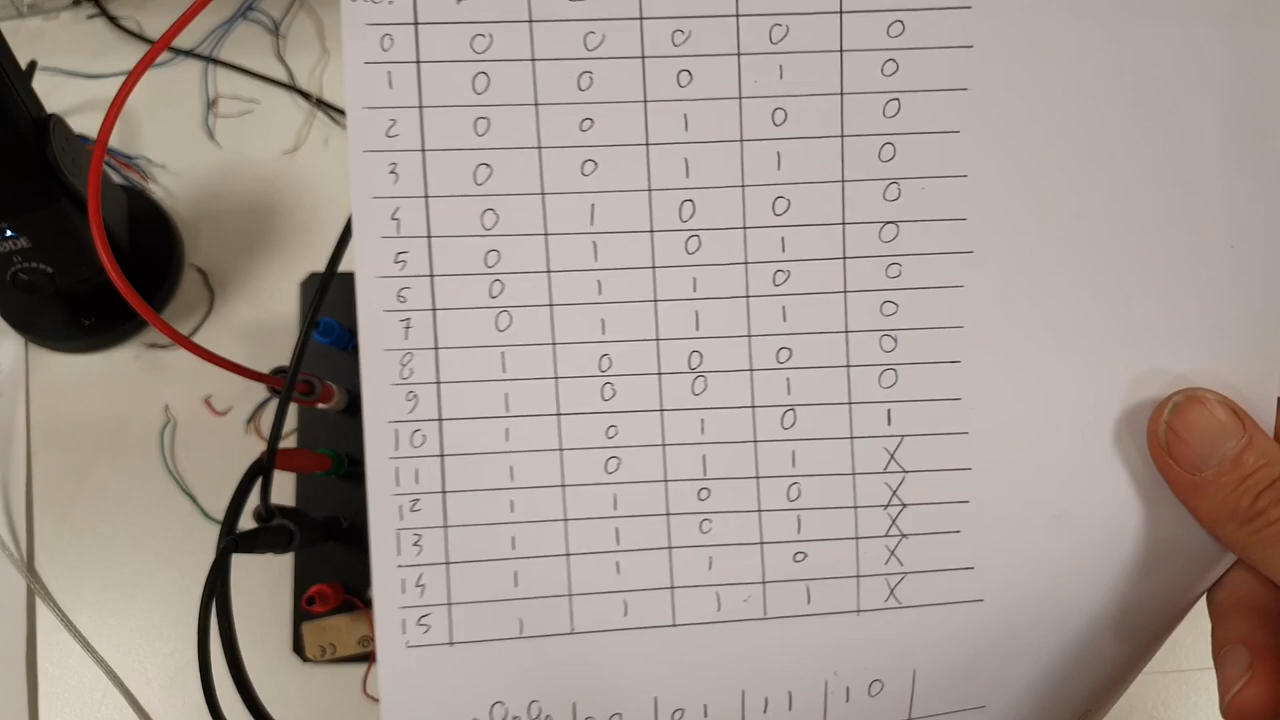 0 0 0 0 0 0
1 0 0 0 1 0
2 0 0 1 0 0
3 0 0 1 1 0
4 0 1 0 0 0
5 0 1 0 1 0
6 0 1 1 0 0
7 0 1 1 1 0
8 1 0 0 0 0
9 1 0 0 1 0
10 1 0 1 0 1
11 1 0 1 1 X
12 1 1 0 0 X
13 1 1 0 1 X
14 1 1 1 0 X
15 1 1 1 1 X
01 11 10
CE